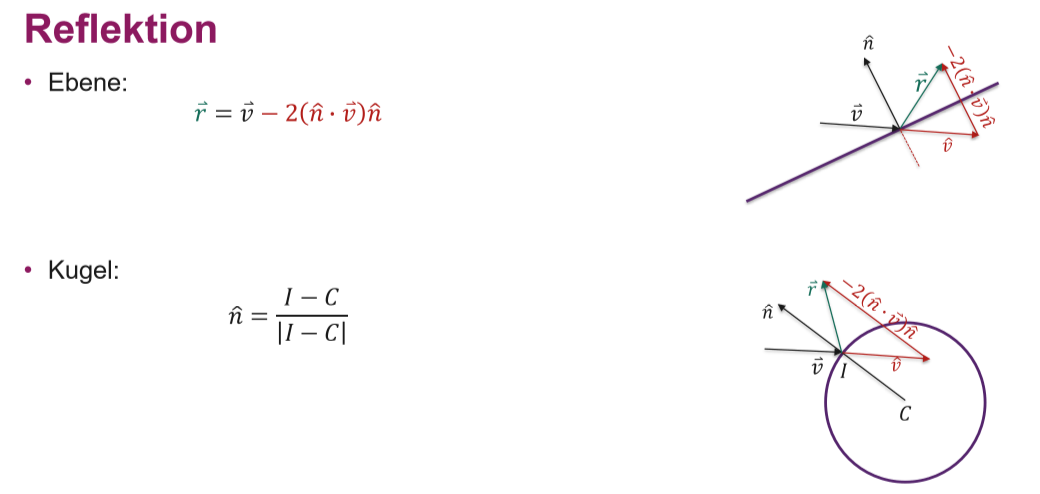 Reflektion
• Ebene:
r⃗ = v⃗ − 2(n̂ · v⃗)n̂
n̂
r⃗
−2(n̂ · v⃗)n̂
v⃗
v̂
• Kugel:
n̂ = (I − C) / |I − C|
r⃗
−2(n̂ · v⃗)n̂
n̂
v⃗
I
v̂
C